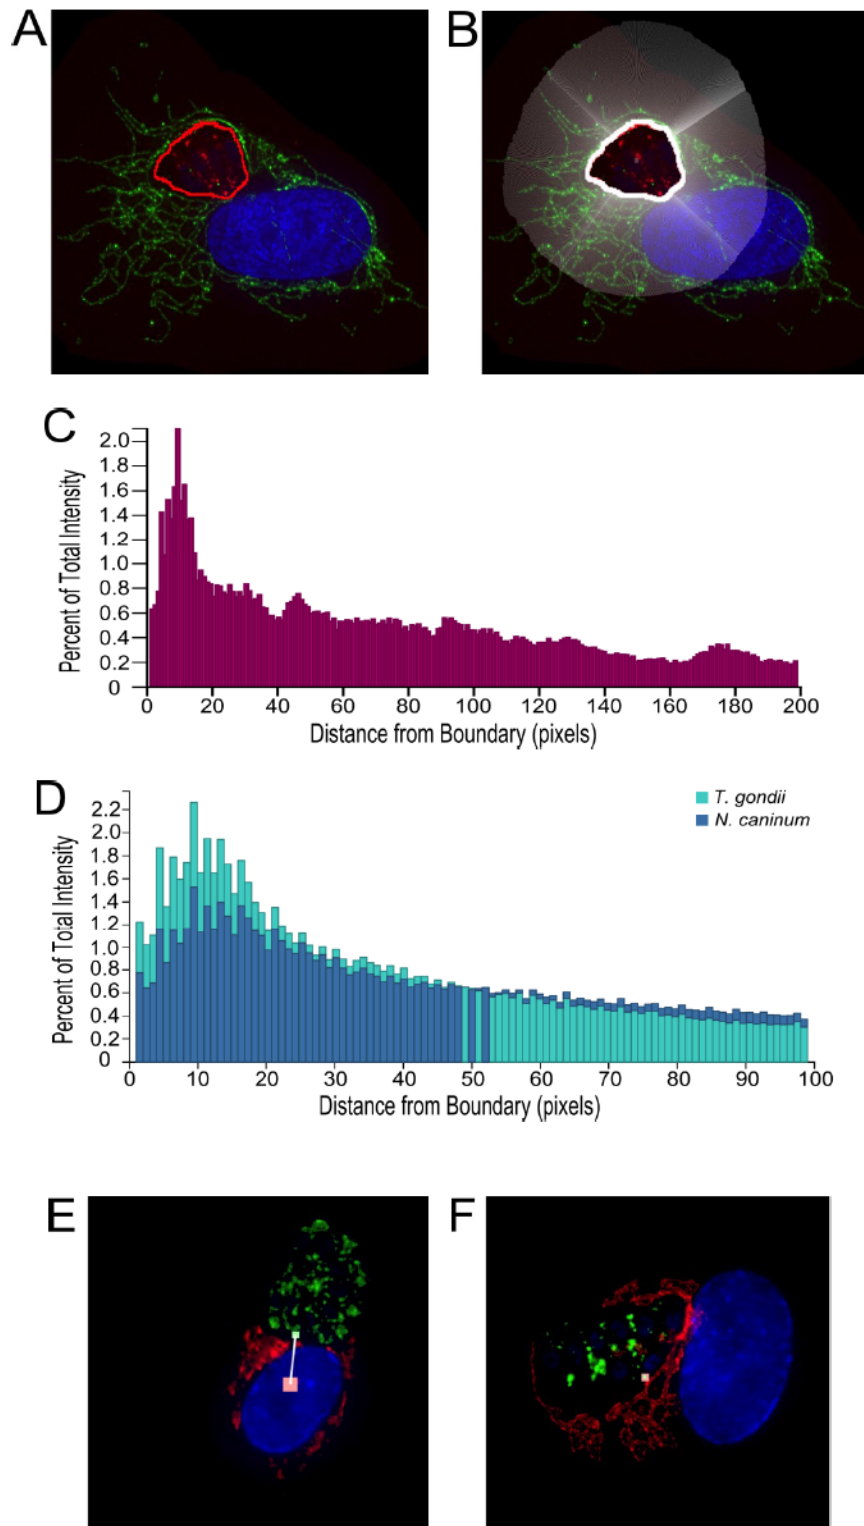 A
B
C
Percent of Total Intensity
2.0
1.8
1.6
1.4
1.2
1.0
0.8
0.6
0.4
0.2
0
0 20 40 60 80 100 120 140 160 180 200
Distance from Boundary (pixels)
D
Percent of Total Intensity
2.2
2.0
1.8
1.6
1.4
1.2
1.0
0.8
0.6
0.4
0.2
0
T. gondii
N. caninum
0 10 20 30 40 50 60 70 80 90 100
Distance from Boundary (pixels)
E
F